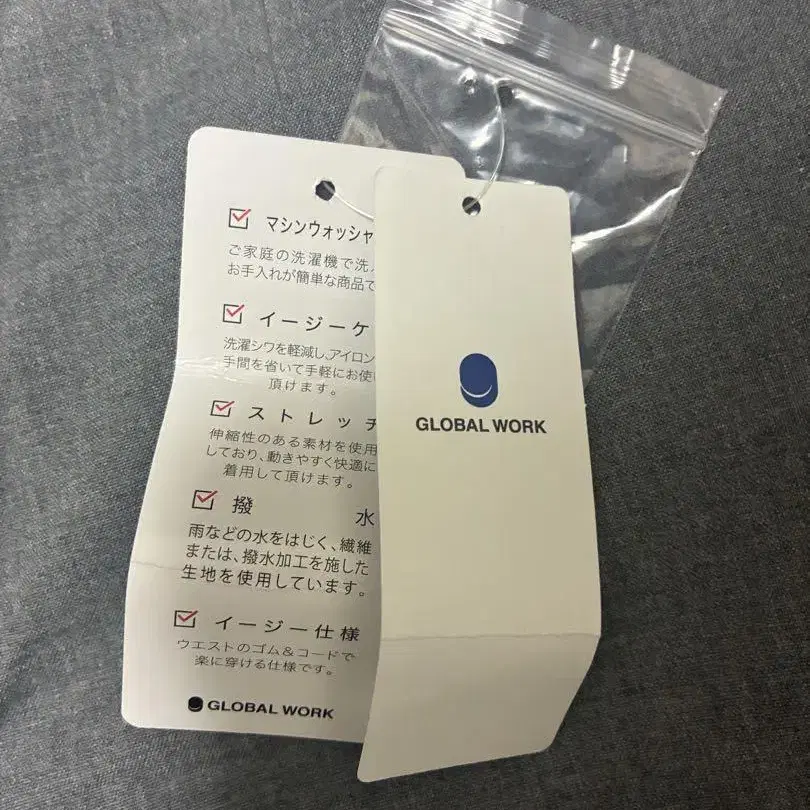 マシンウォッシャ
ご家庭の洗濯機で洗
お手入れが簡単な商品で
イージーケ
洗濯シワを軽減し、アイロン
手間を省いて手軽にお使い
頂けます。
ストレッチ
伸縮性のある素材を使用
しており、動きやすく快適に
着用して頂けます。
撥 水
雨などの水をはじく、繊維
または、撥水加工を施した
生地を使用しています。
イージー仕様
ウエストのゴム&コードで
楽に穿ける仕様です。
GLOBAL WORK
GLOBAL WORK